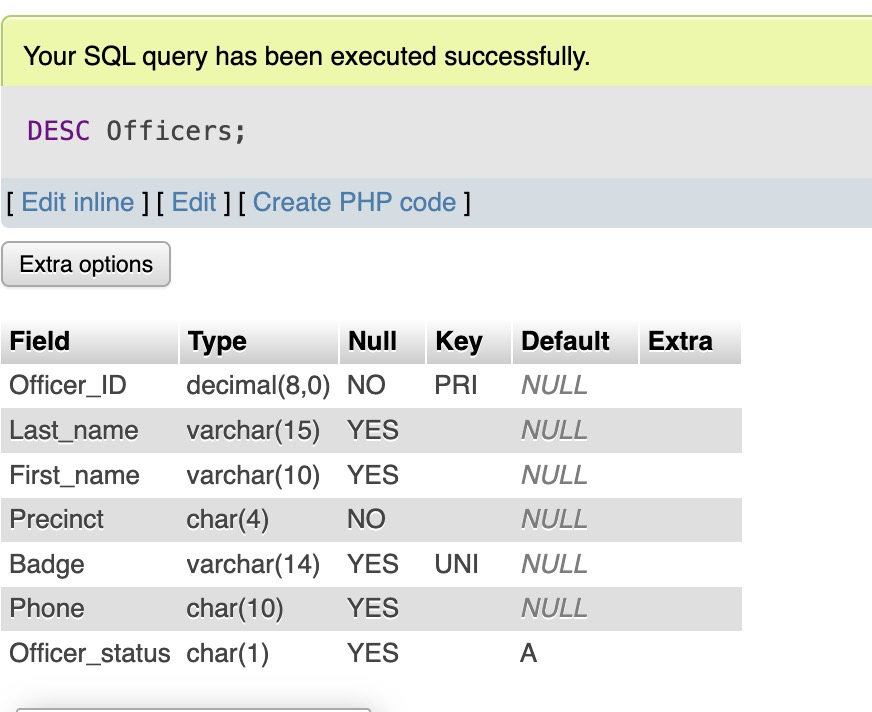 Your SQL query has been executed successfully.
DESC Officers;
[ Edit inline ] [ Edit ] [ Create PHP code ]
Extra options
Field Type Null Key Default Extra
Officer_ID decimal(8,0) NO PRI NULL
Last_name varchar(15) YES NULL
First_name varchar(10) YES NULL
Precinct char(4) NO NULL
Badge varchar(14) YES UNI NULL
Phone char(10) YES NULL
Officer_status char(1) YES A